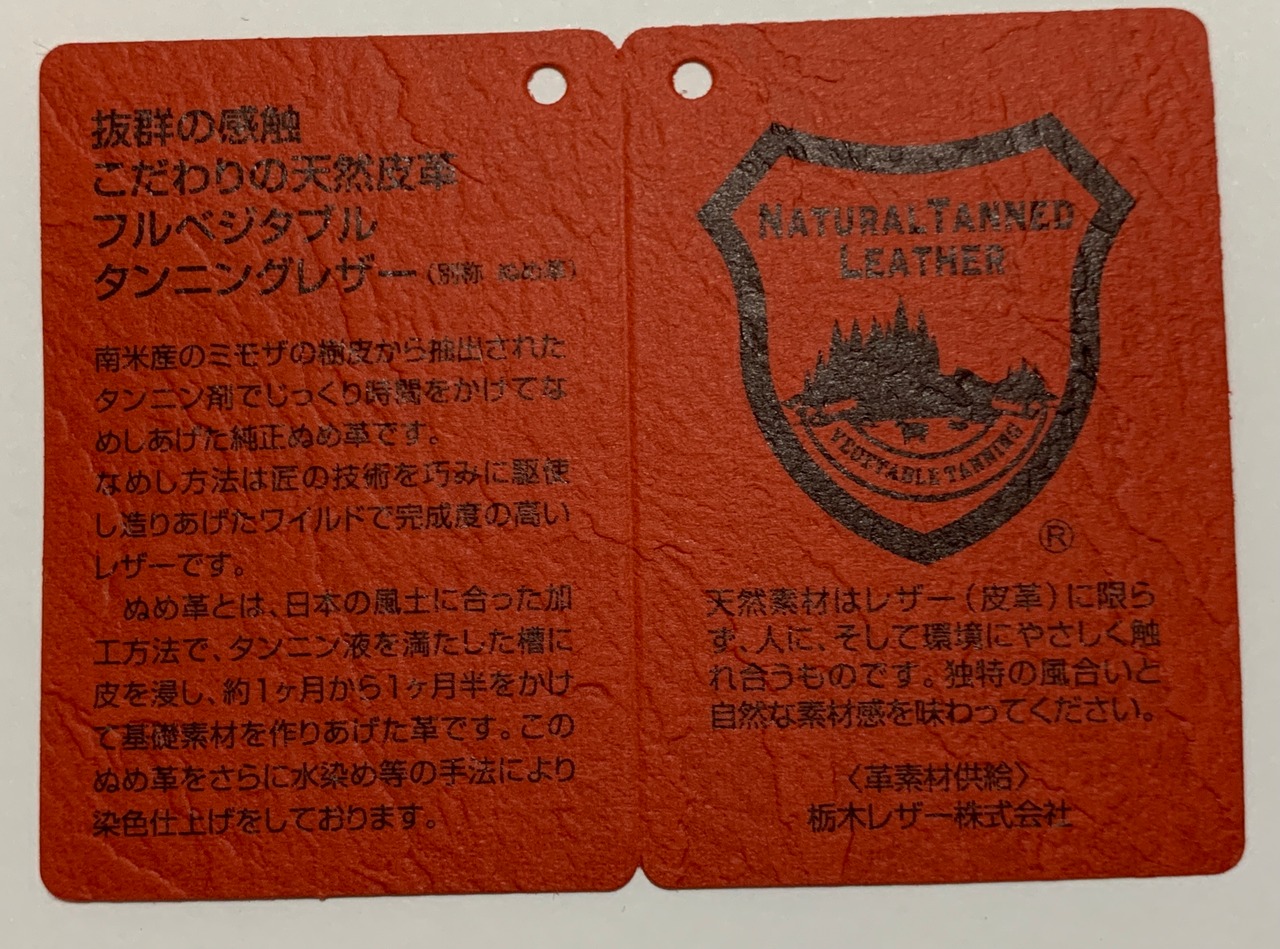 抜群の感触
こだわりの天然皮革
フルベジタブル
タンニングレザー（別称 ぬめ革）
南米産のミモザの樹皮から抽出された
タンニン剤でじっくり時間をかけてな
めしあげた純正ぬめ革です。
なめし方法は匠の技術を巧みに駆使
し造りあげたワイルドで完成度の高い
レザーです。
ぬめ革とは、日本の風土に合った加
工方法で、タンニン液を満たした槽に
皮を浸し、約1ヶ月から1ヶ月半をかけ
て基礎素材を作りあげた革です。この
ぬめ革をさらに水染め等の手法により
染色仕上げをしております。
NATURAL TANNED
LEATHER
VEGETABLE TANNING
®
天然素材はレザー（皮革）に限ら
ず、人に、そして環境にやさしく触
れ合うものです。独特の風合いと
自然な素材感を味わってください。
〈革素材供給〉
栃木レザー株式会社